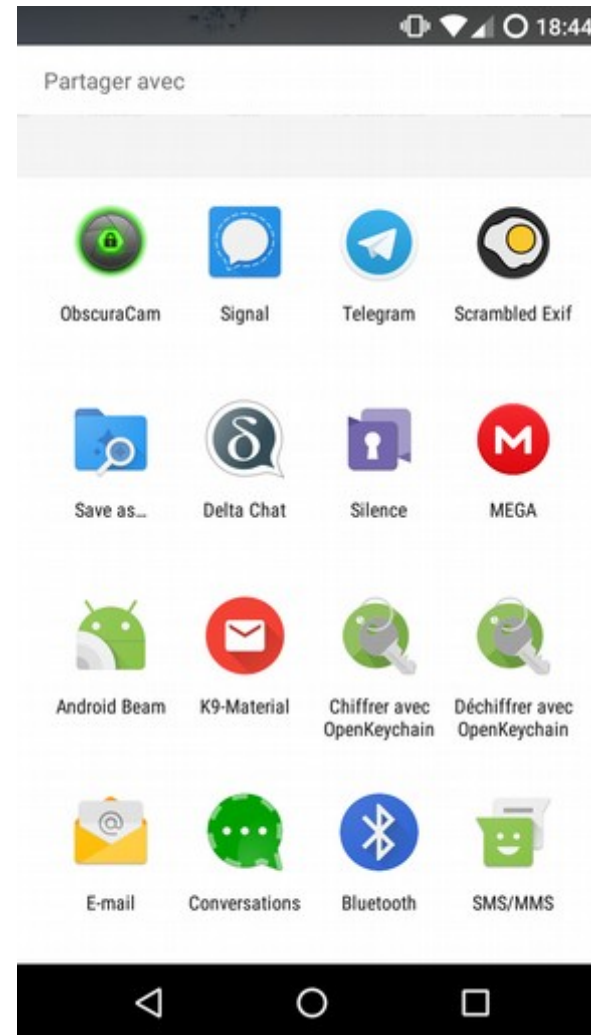 18:44
Partager avec
ObscuraCam
Signal
Telegram
Scrambled Exif
Save as...
Delta Chat
Silence
M
MEGA
Android Beam
K9-Material
Chiffrer avec
OpenKeychain
Déchiffrer avec
OpenKeychain
@
E-mail
Conversations
Bluetooth
SMS/MMS